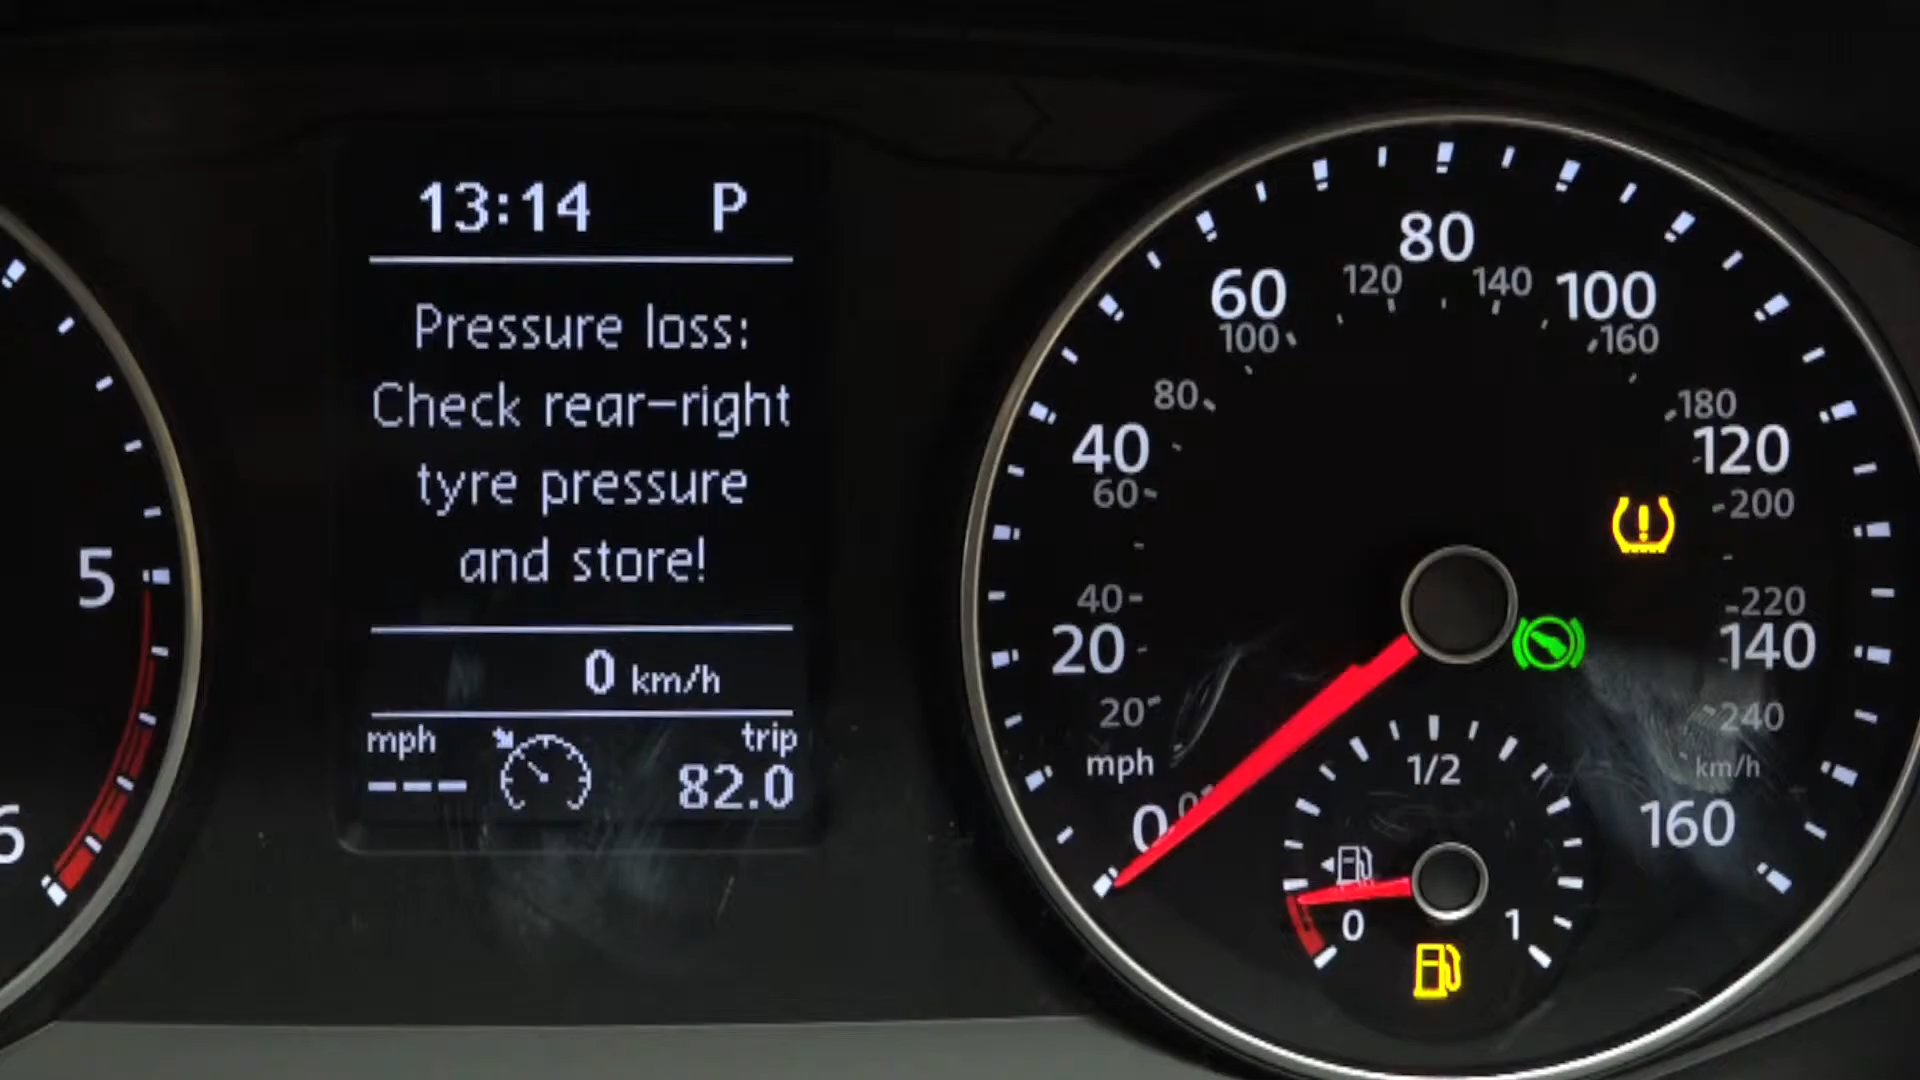 13:14 P
Pressure loss:
Check rear-right
tyre pressure
and store!
0 km/h
mph trip
--- 82.0
5
6
80
60 120 140 100
100 160
80 180
40 120
60 200
40 220
20 140
20 240
mph km/h
0 0 160
1/2
0 1